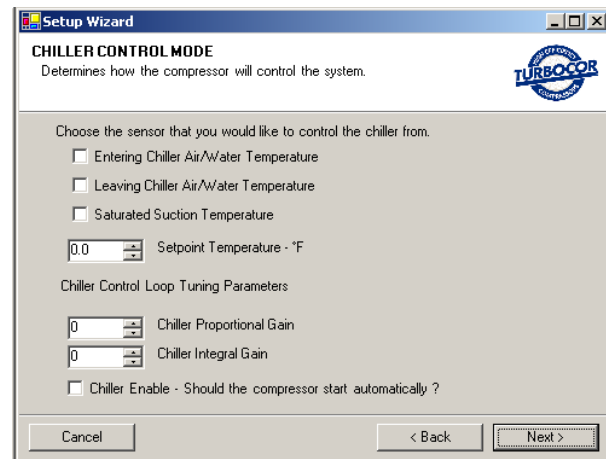 Setup Wizard
CHILLER CONTROL MODE
Determines how the compressor will control the system.
TURBOCOR
COMPRESSORS
Choose the sensor that you would like to control the chiller from.
Entering Chiller Air/Water Temperature
Leaving Chiller Air/Water Temperature
Saturated Suction Temperature
0.0 Setpoint Temperature - °F
Chiller Control Loop Tuning Parameters
0 Chiller Proportional Gain
0 Chiller Integral Gain
Chiller Enable - Should the compressor start automatically ?
Cancel < Back Next >